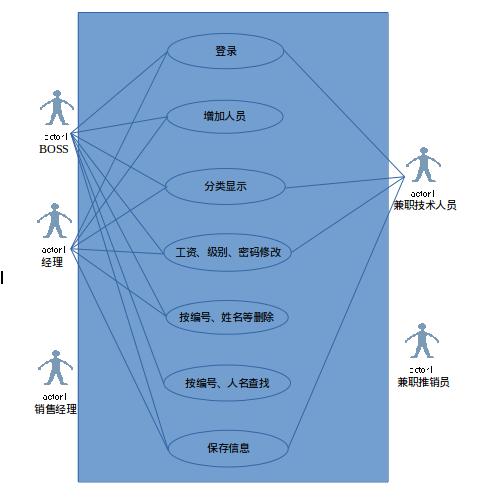 登录
增加人员
actor1
BOSS
分类显示
actor1
兼职技术人员
actor1
经理
工资、级别、密码修改
按编号、姓名等删除
actor1
兼职推销员
按编号、人名查找
actor1
销售经理
保存信息